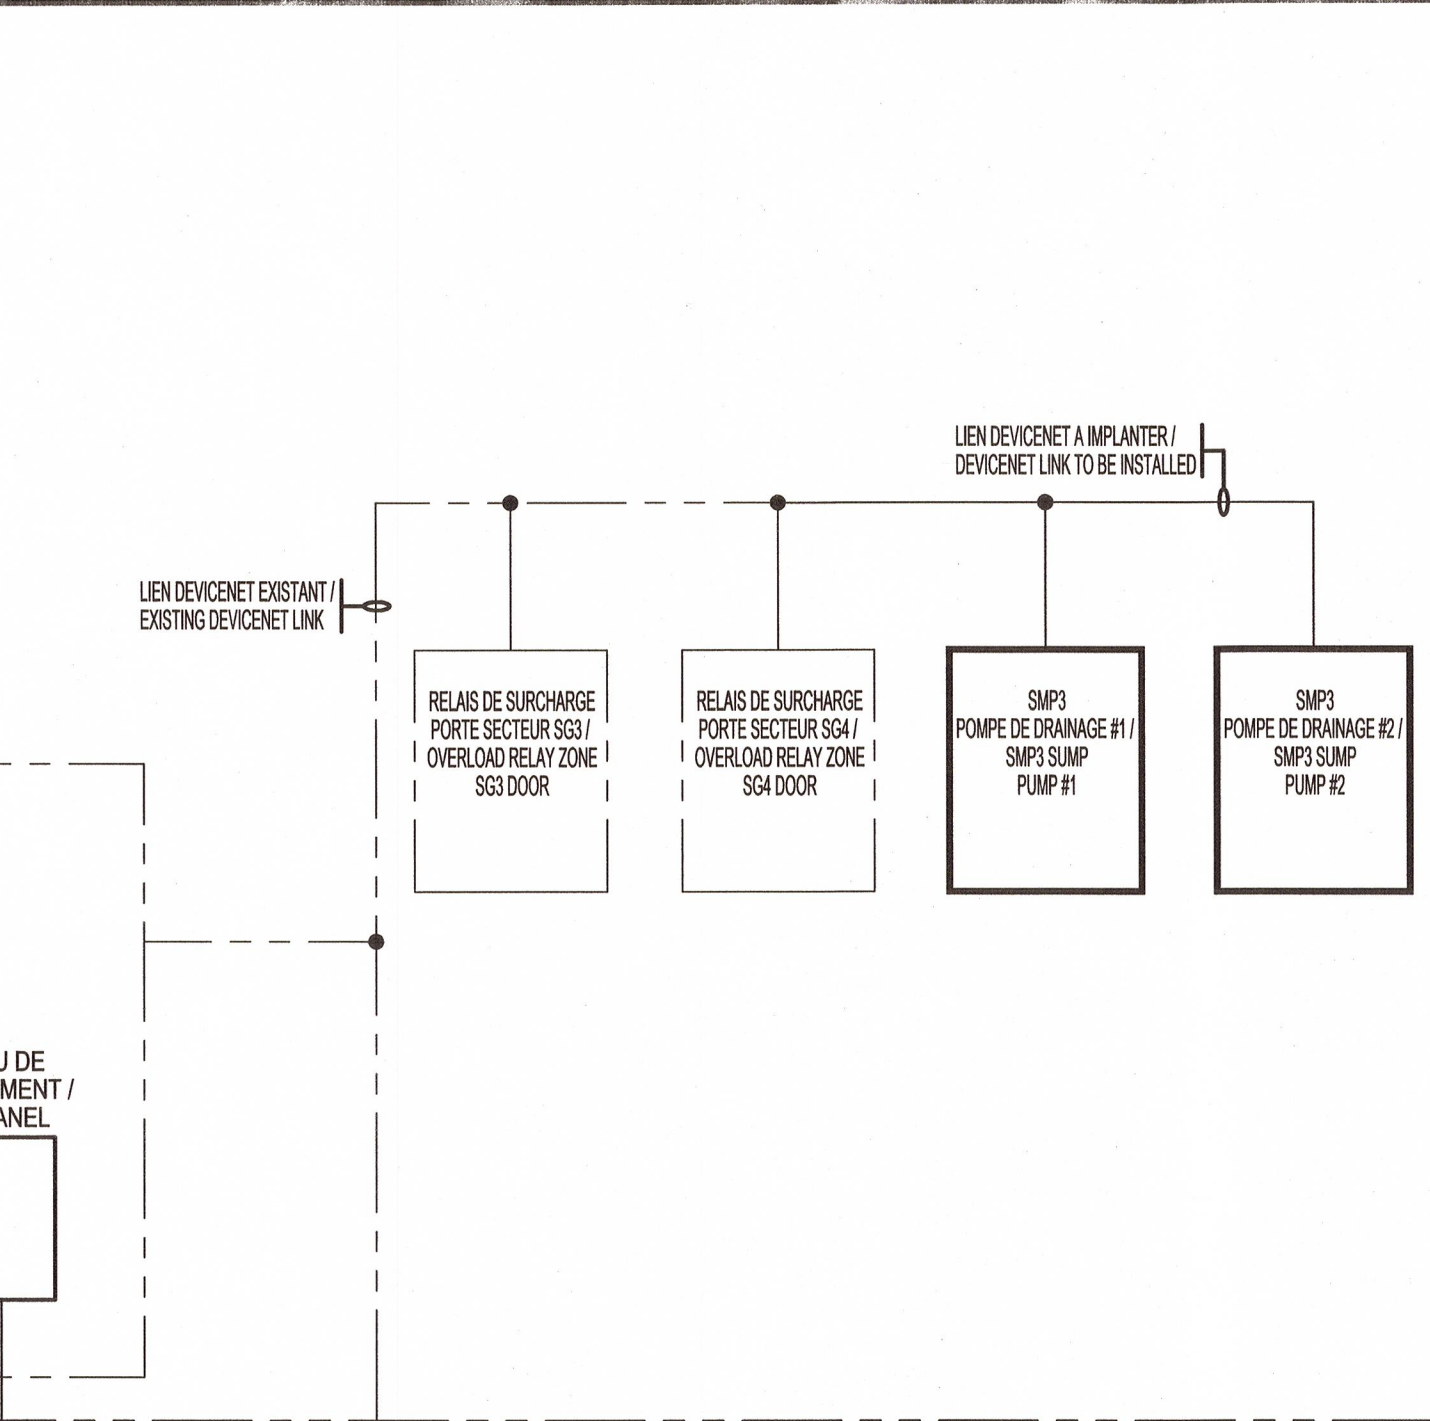 LIEN DEVICENET A IMPLANTER /
DEVICENET LINK TO BE INSTALLED
LIEN DEVICENET EXISTANT /
EXISTING DEVICENET LINK
RELAIS DE SURCHARGE
PORTE SECTEUR SG3 /
OVERLOAD RELAY ZONE
SG3 DOOR
RELAIS DE SURCHARGE
PORTE SECTEUR SG4 /
OVERLOAD RELAY ZONE
SG4 DOOR
SMP3
POMPE DE DRAINAGE #1 /
SMP3 SUMP
PUMP #1
SMP3
POMPE DE DRAINAGE #2 /
SMP3 SUMP
PUMP #2
U DE
MENT /
ANEL